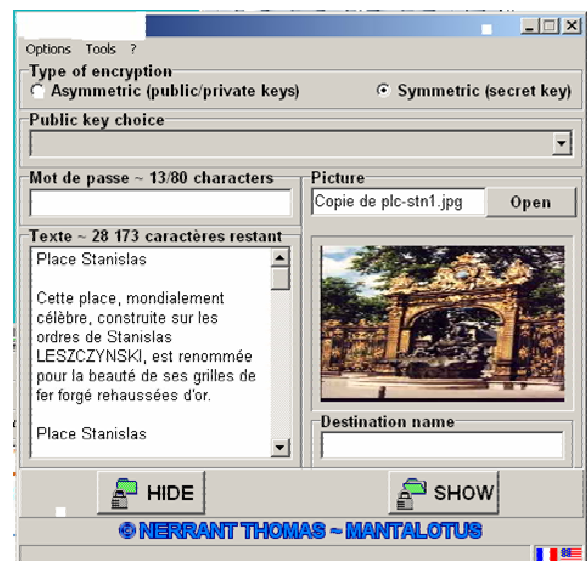 Options Tools ?
Type of encryption
Asymmetric (public/private keys) Symmetric (secret key)
Public key choice
Mot de passe ~ 13/80 characters
Picture
Copie de plc-stn1.jpg Open
Texte ~ 28 173 caractères restant
Place Stanislas
Cette place, mondialement
célèbre, construite sur les
ordres de Stanislas
LESZCZYNSKI, est renommée
pour la beauté de ses grilles de
fer forgé rehaussées d'or.
Place Stanislas
Destination name
HIDE SHOW
© NERRANT THOMAS ~ MANTALOTUS